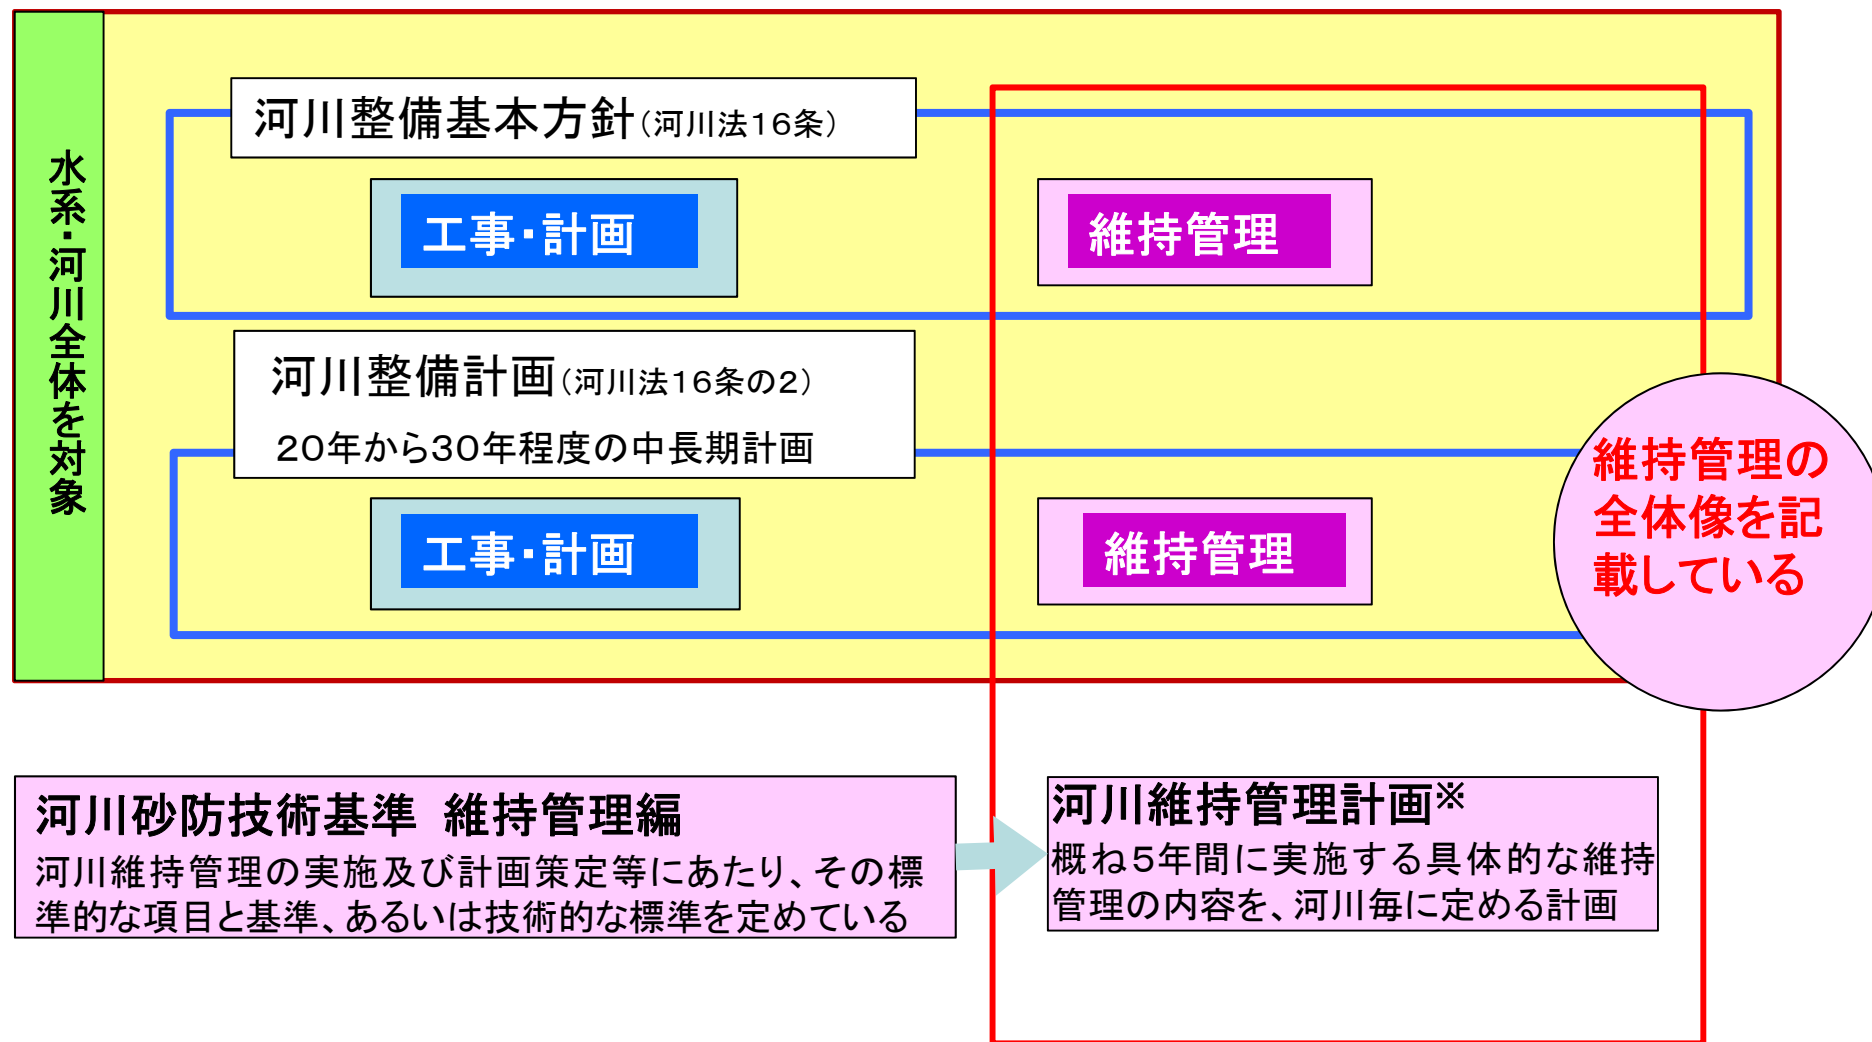 水系・河川全体を対象
河川整備基本方針(河川法16条)
工事・計画
維持管理
河川整備計画(河川法16条の2)
20年から30年程度の中長期計画
工事・計画
維持管理
維持管理の
全体像を記
載している
河川砂防技術基準 維持管理編
河川維持管理の実施及び計画策定等にあたり、その標
準的な項目と基準、あるいは技術的な標準を定めている
河川維持管理計画※
概ね5年間に実施する具体的な維持
管理の内容を、河川毎に定める計画